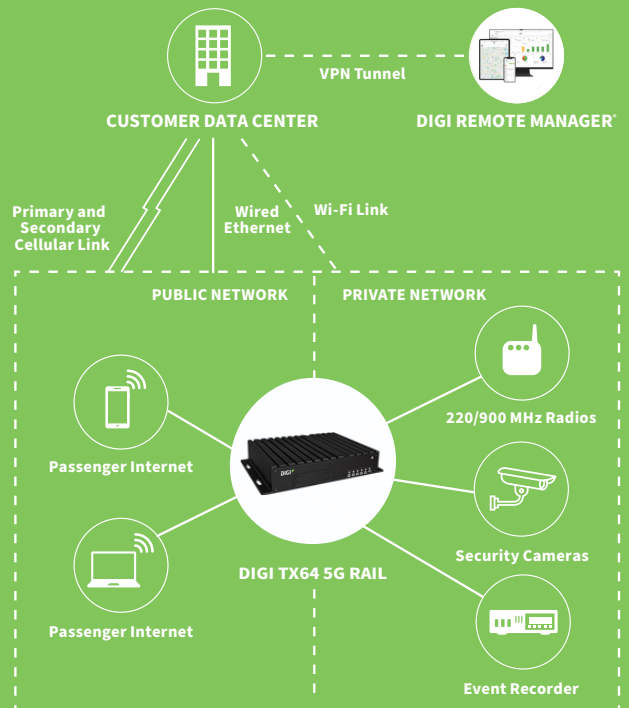 VPN Tunnel
CUSTOMER DATA CENTER
DIGI REMOTE MANAGER®
Primary and
Secondary
Cellular Link
Wired
Ethernet
Wi-Fi Link
PUBLIC NETWORK
PRIVATE NETWORK
220/900 MHz Radios
Passenger Internet
DIGI
Security Cameras
DIGI TX64 5G RAIL
Passenger Internet
Event Recorder